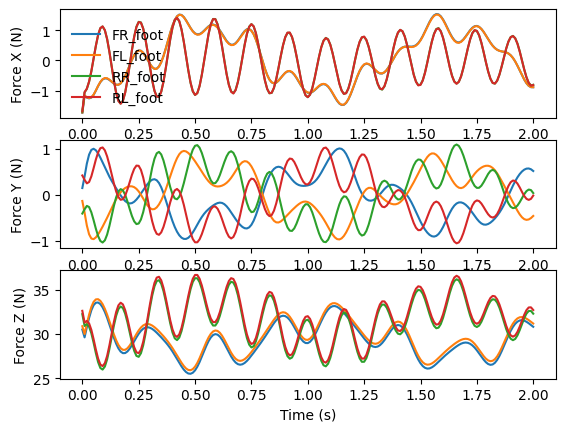 Force X (N)
1
0
−1
FR_foot
FL_foot
RR_foot
RL_foot
0.00 0.25 0.50 0.75 1.00 1.25 1.50 1.75 2.00
Force Y (N)
1
0
−1
0.00 0.25 0.50 0.75 1.00 1.25 1.50 1.75 2.00
Force Z (N)
35
30
25
0.00 0.25 0.50 0.75 1.00 1.25 1.50 1.75 2.00
Time (s)